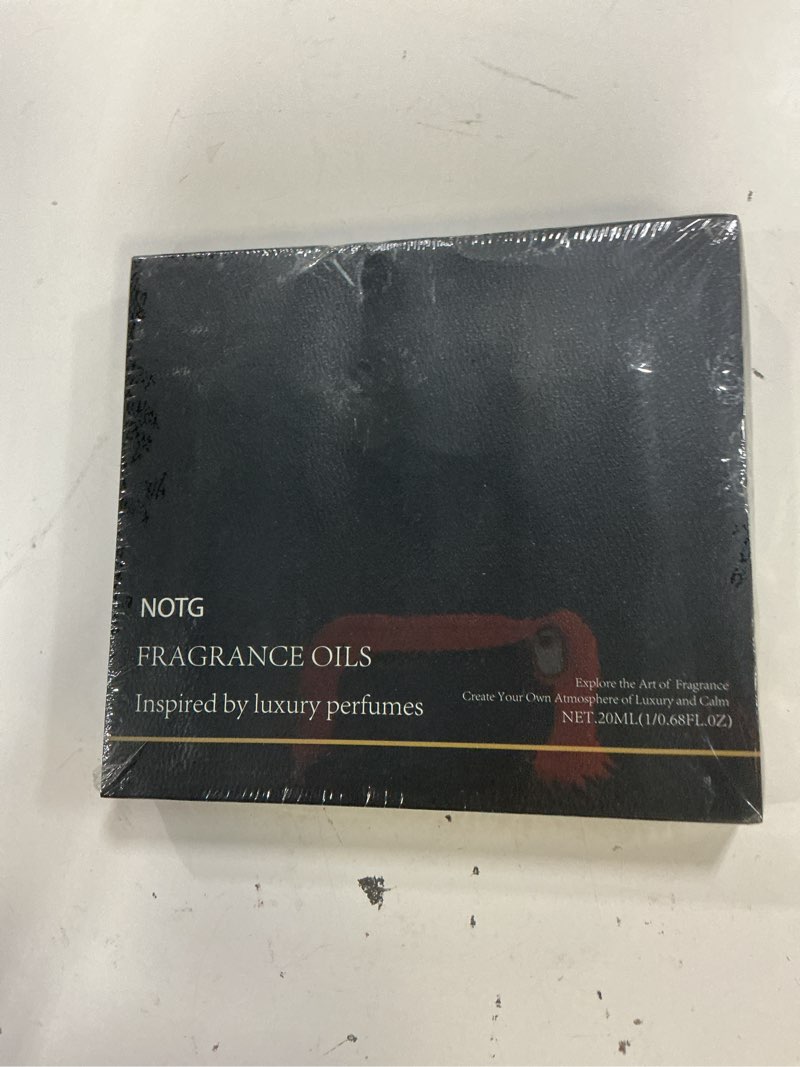 NOTG
FRAGRANCE OILS
Inspired by luxury perfumes
Explore the Art of Fragrance
Create Your Own Atmosphere of Luxury and Calm
NET.20ML(1/0.68FL.0Z)